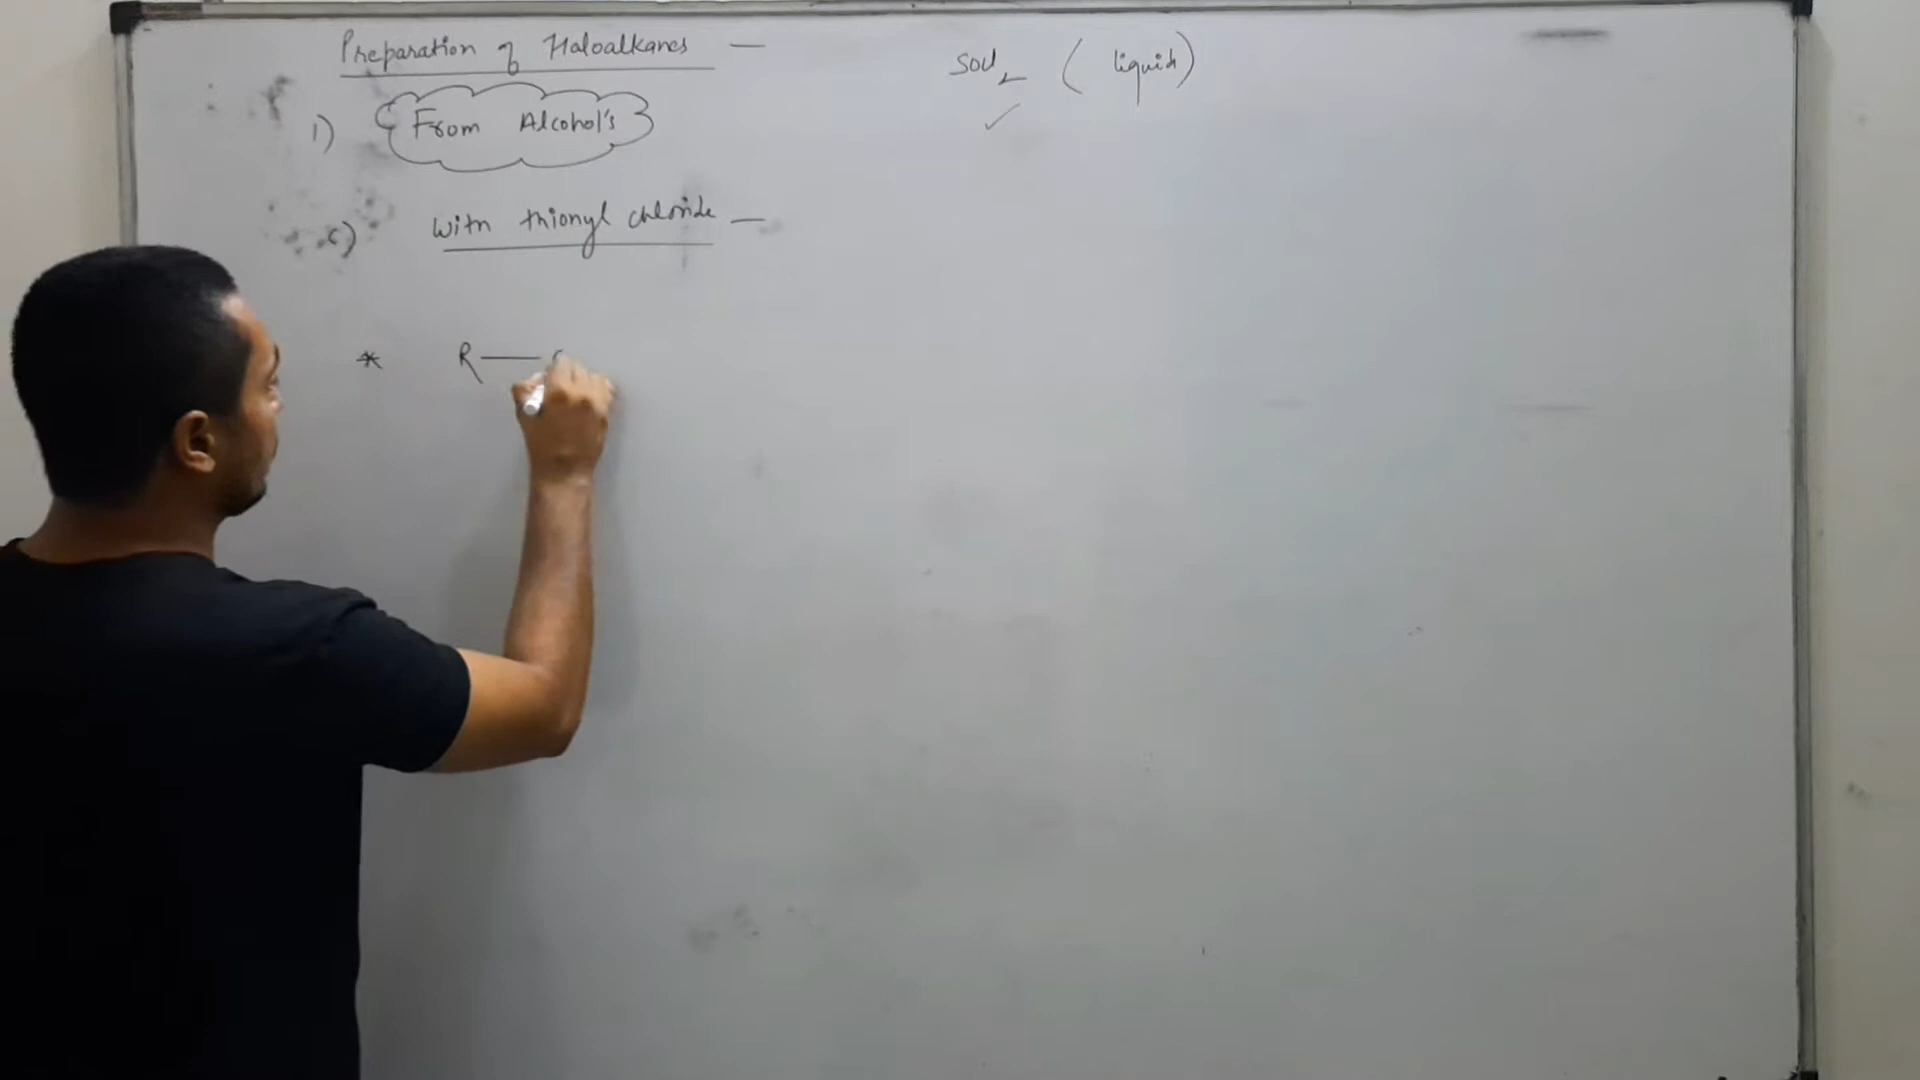 Preparation of Haloalkanes —
SOCl₂ (liquid) ✓
1) From Alcohol's
c) With thionyl chloride —
* R —